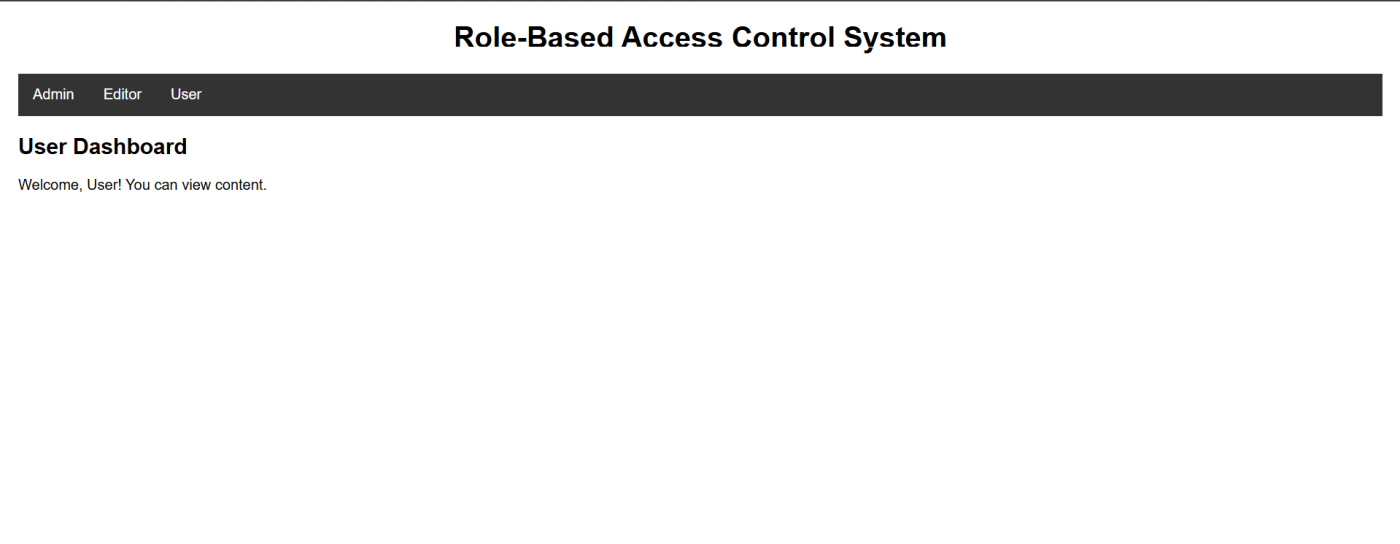 Role-Based Access Control System
Admin Editor User
User Dashboard
Welcome, User! You can view content.